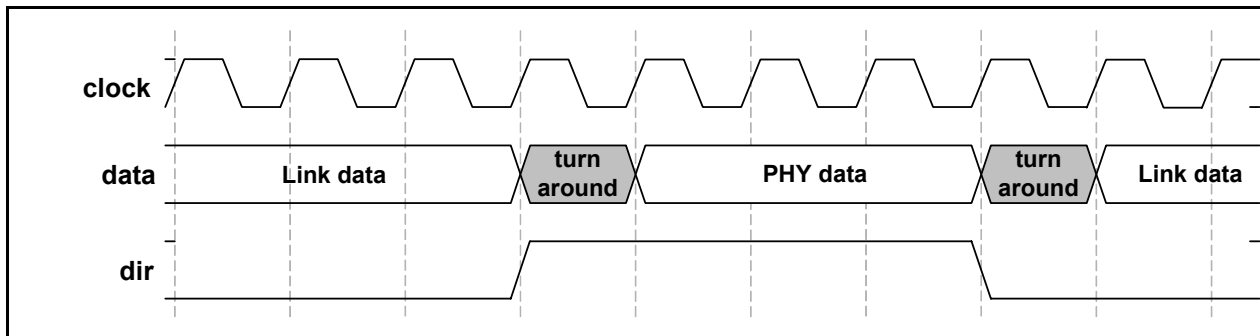 clock
data
Link data
turn
around
PHY data
turn
around
Link data
dir